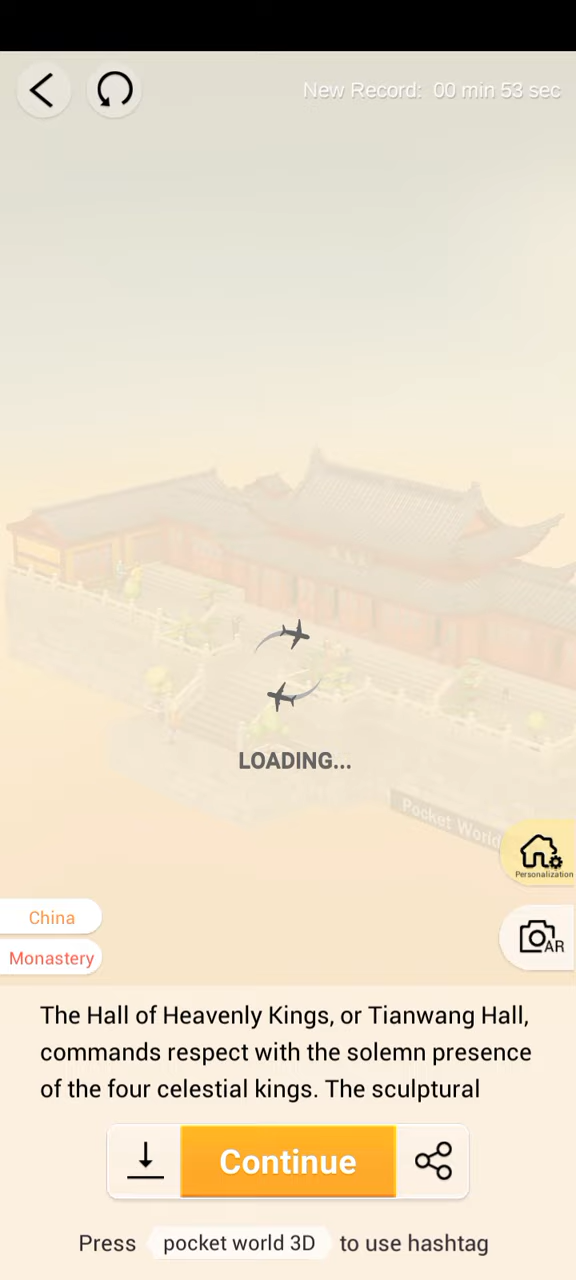 New Record: 00 min 53 sec
LOADING...
Pocket World
Personalization
AR
China
Monastery
The Hall of Heavenly Kings, or Tianwang Hall,
commands respect with the solemn presence
of the four celestial kings. The sculptural
Continue
Press pocket world 3D to use hashtag